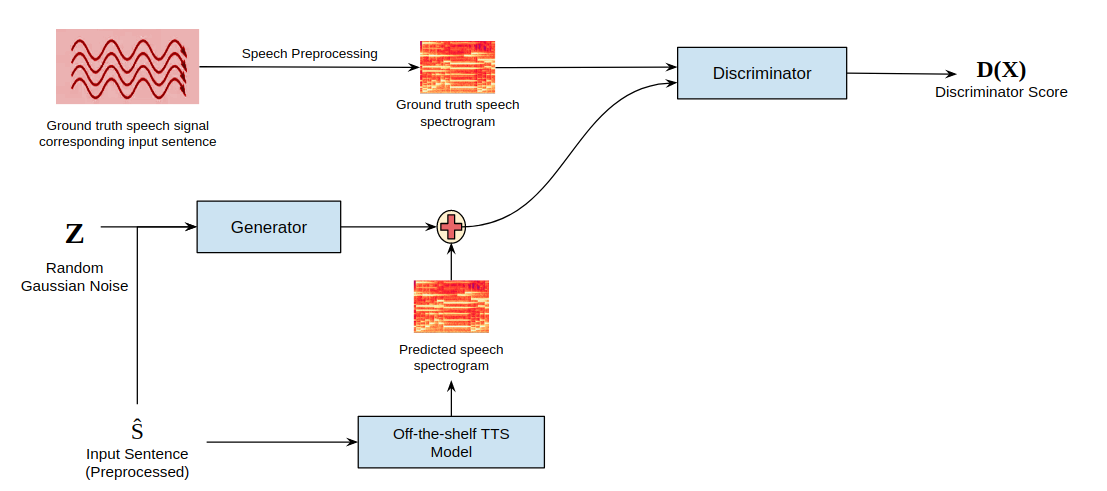 Speech Preprocessing
Ground truth speech signal
corresponding input sentence
Ground truth speech
spectrogram
Discriminator
D(X)
Discriminator Score
Z
Random
Gaussian Noise
Generator
Predicted speech
spectrogram
Ŝ
Input Sentence
(Preprocessed)
Off-the-shelf TTS
Model